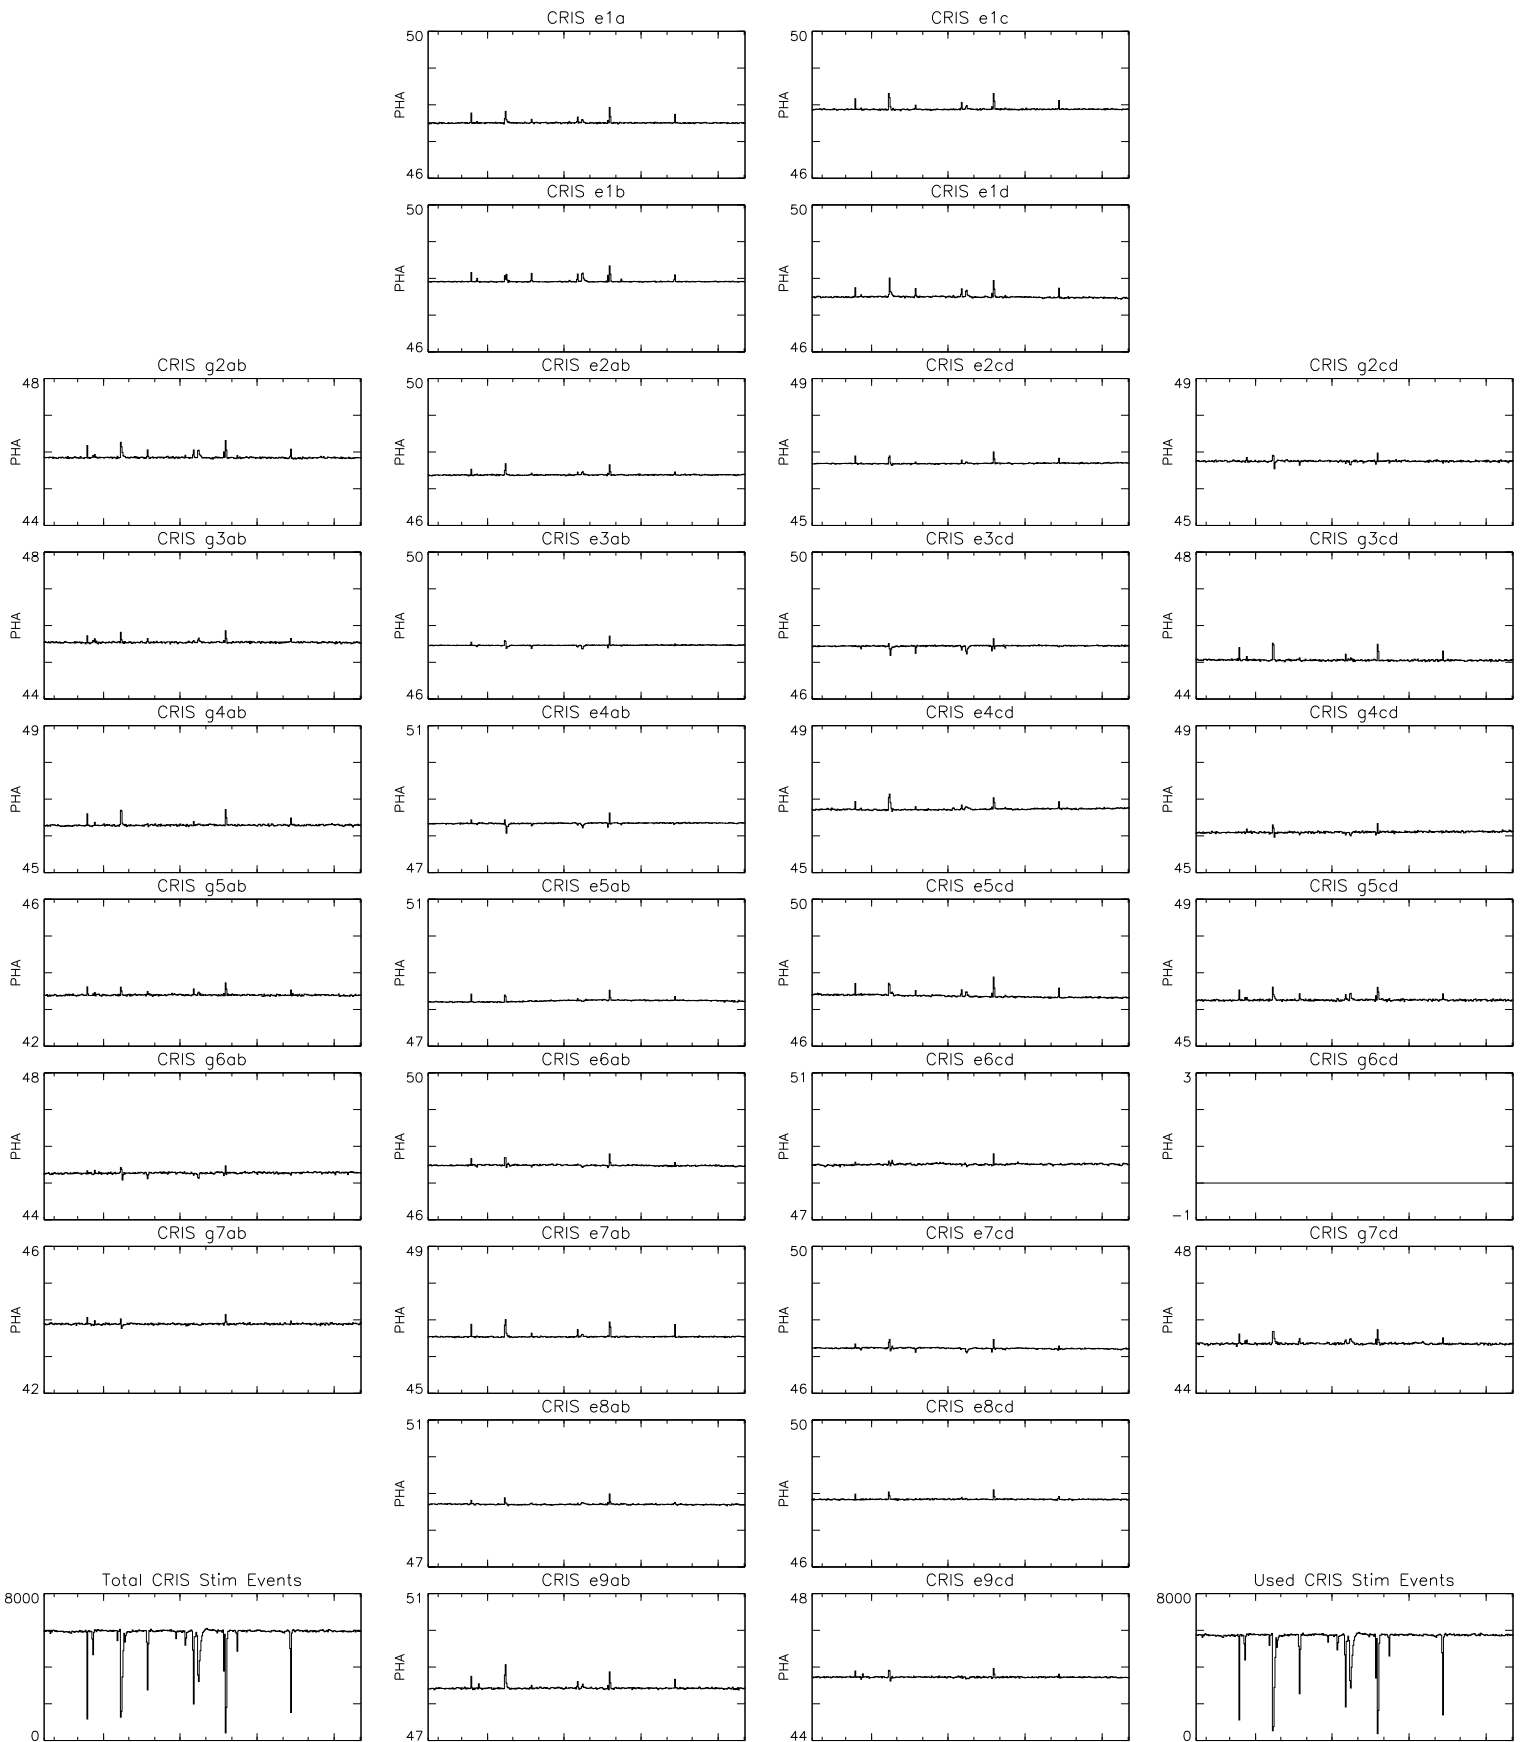 CRIS e1a
CRIS e1c
50
PHA
46
50
PHA
46
CRIS e1b
CRIS e1d
50
PHA
46
50
PHA
46
CRIS g2ab
CRIS e2ab
CRIS e2cd
CRIS g2cd
48
PHA
44
50
PHA
46
49
PHA
45
49
PHA
45
CRIS g3ab
CRIS e3ab
CRIS e3cd
CRIS g3cd
48
PHA
44
50
PHA
46
50
PHA
46
48
PHA
44
CRIS g4ab
CRIS e4ab
CRIS e4cd
CRIS g4cd
49
PHA
45
51
PHA
47
49
PHA
45
49
PHA
45
CRIS g5ab
CRIS e5ab
CRIS e5cd
CRIS g5cd
46
PHA
42
51
PHA
47
50
PHA
46
49
PHA
45
CRIS g6ab
CRIS e6ab
CRIS e6cd
CRIS g6cd
48
PHA
44
50
PHA
46
51
PHA
47
3
PHA
-1
CRIS g7ab
CRIS e7ab
CRIS e7cd
CRIS g7cd
46
PHA
42
49
PHA
45
50
PHA
46
48
PHA
44
CRIS e8ab
CRIS e8cd
51
PHA
47
50
PHA
46
Total CRIS Stim Events
CRIS e9ab
CRIS e9cd
Used CRIS Stim Events
8000
0
51
PHA
47
48
PHA
44
8000
0